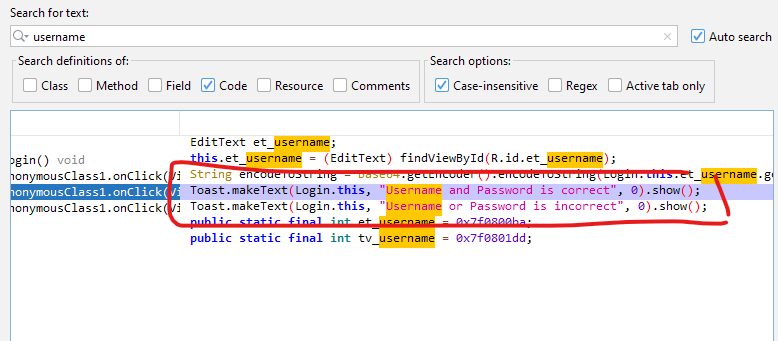 Search for text:
username
Auto search
Search definitions of:
Search options:
Class
Method
Field
Code
Resource
Comments
Case-insensitive
Regex
Active tab only
EditText et_username;
ogin() void
this.et_username = (EditText) findViewById(R.id.et_username);
nonymousClass1.onClick(Vi
String encodeToString = Base64.getEncoder().encodeToString(Login.this.et_username.ge
nonymousClass1.onClick(Vi
Toast.makeText(Login.this, "Username and Password is correct", 0).show();
nonymousClass1.onClick(Vi
Toast.makeText(Login.this, "Username or Password is incorrect", 0).show();
public static final int et_username = 0x7f0800ba;
public static final int tv_username = 0x7f0801dd;